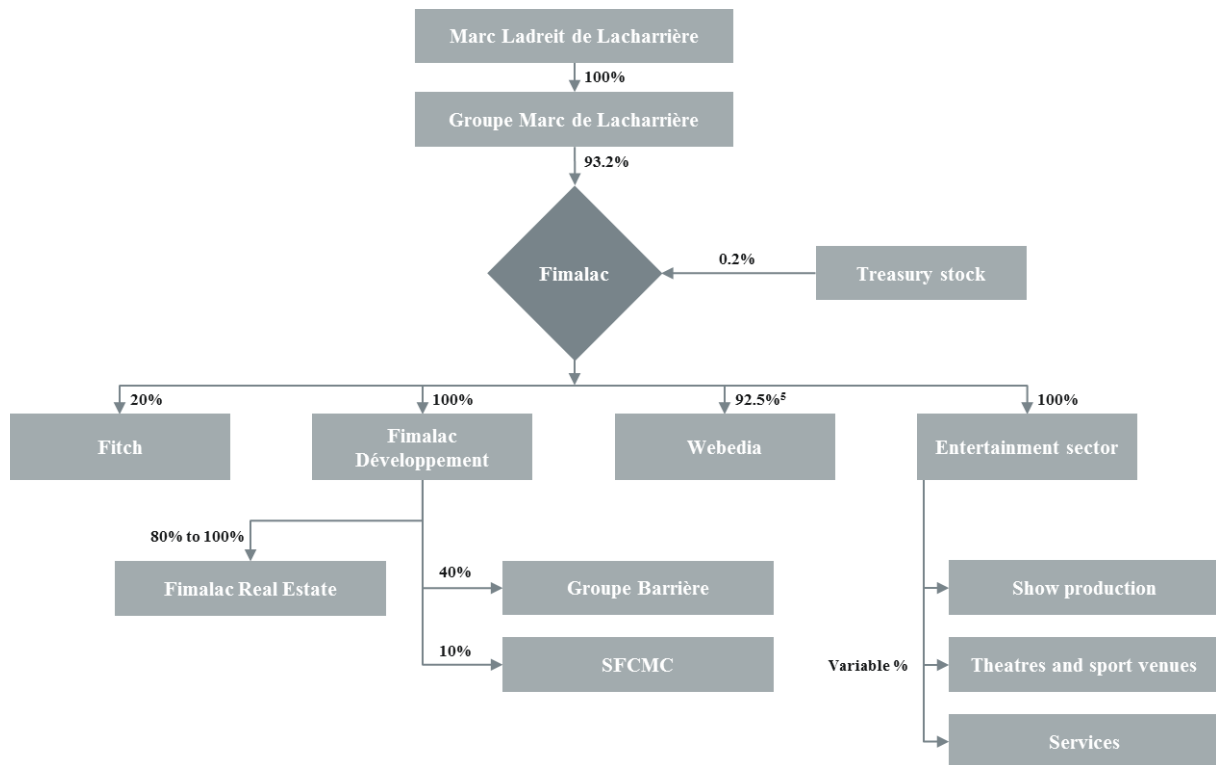 Marc Ladreit de Lacharrière
100%
Groupe Marc de Lacharrière
93.2%
Fimalac
0.2%
Treasury stock
20%
100%
92.5%⁵
100%
Fitch
Fimalac
Développement
Webedia
Entertainment sector
80% to 100%
Fimalac Real Estate
40%
Groupe Barrière
Show production
10%
SFCMC
Variable %
Theatres and sport venues
Services